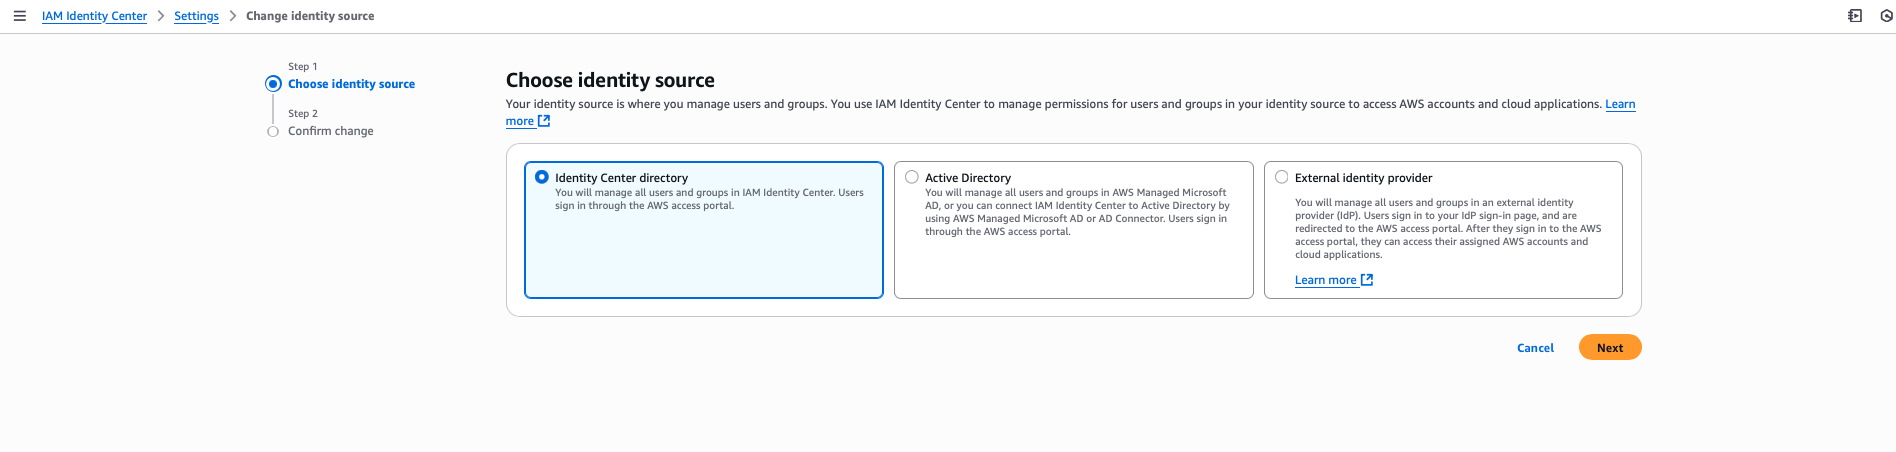 IAM Identity Center > Settings > Change identity source
Step 1
Choose identity source
Step 2
Confirm change
Choose identity source
Your identity source is where you manage users and groups. You use IAM Identity Center to manage permissions for users and groups in your identity source to access AWS accounts and cloud applications. Learn
more
Identity Center directory
You will manage all users and groups in IAM Identity Center. Users
sign in through the AWS access portal.
Active Directory
You will manage all users and groups in AWS Managed Microsoft
AD, or you can connect IAM Identity Center to Active Directory by
using AWS Managed Microsoft AD or AD Connector. Users sign in
through the AWS access portal.
External identity provider
You will manage all users and groups in an external identity
provider (IdP). Users sign in to your IdP sign-in page, and are
redirected to the AWS access portal. After they sign in to the AWS
access portal, they can access their assigned AWS accounts and
cloud applications.
Learn more
Cancel
Next